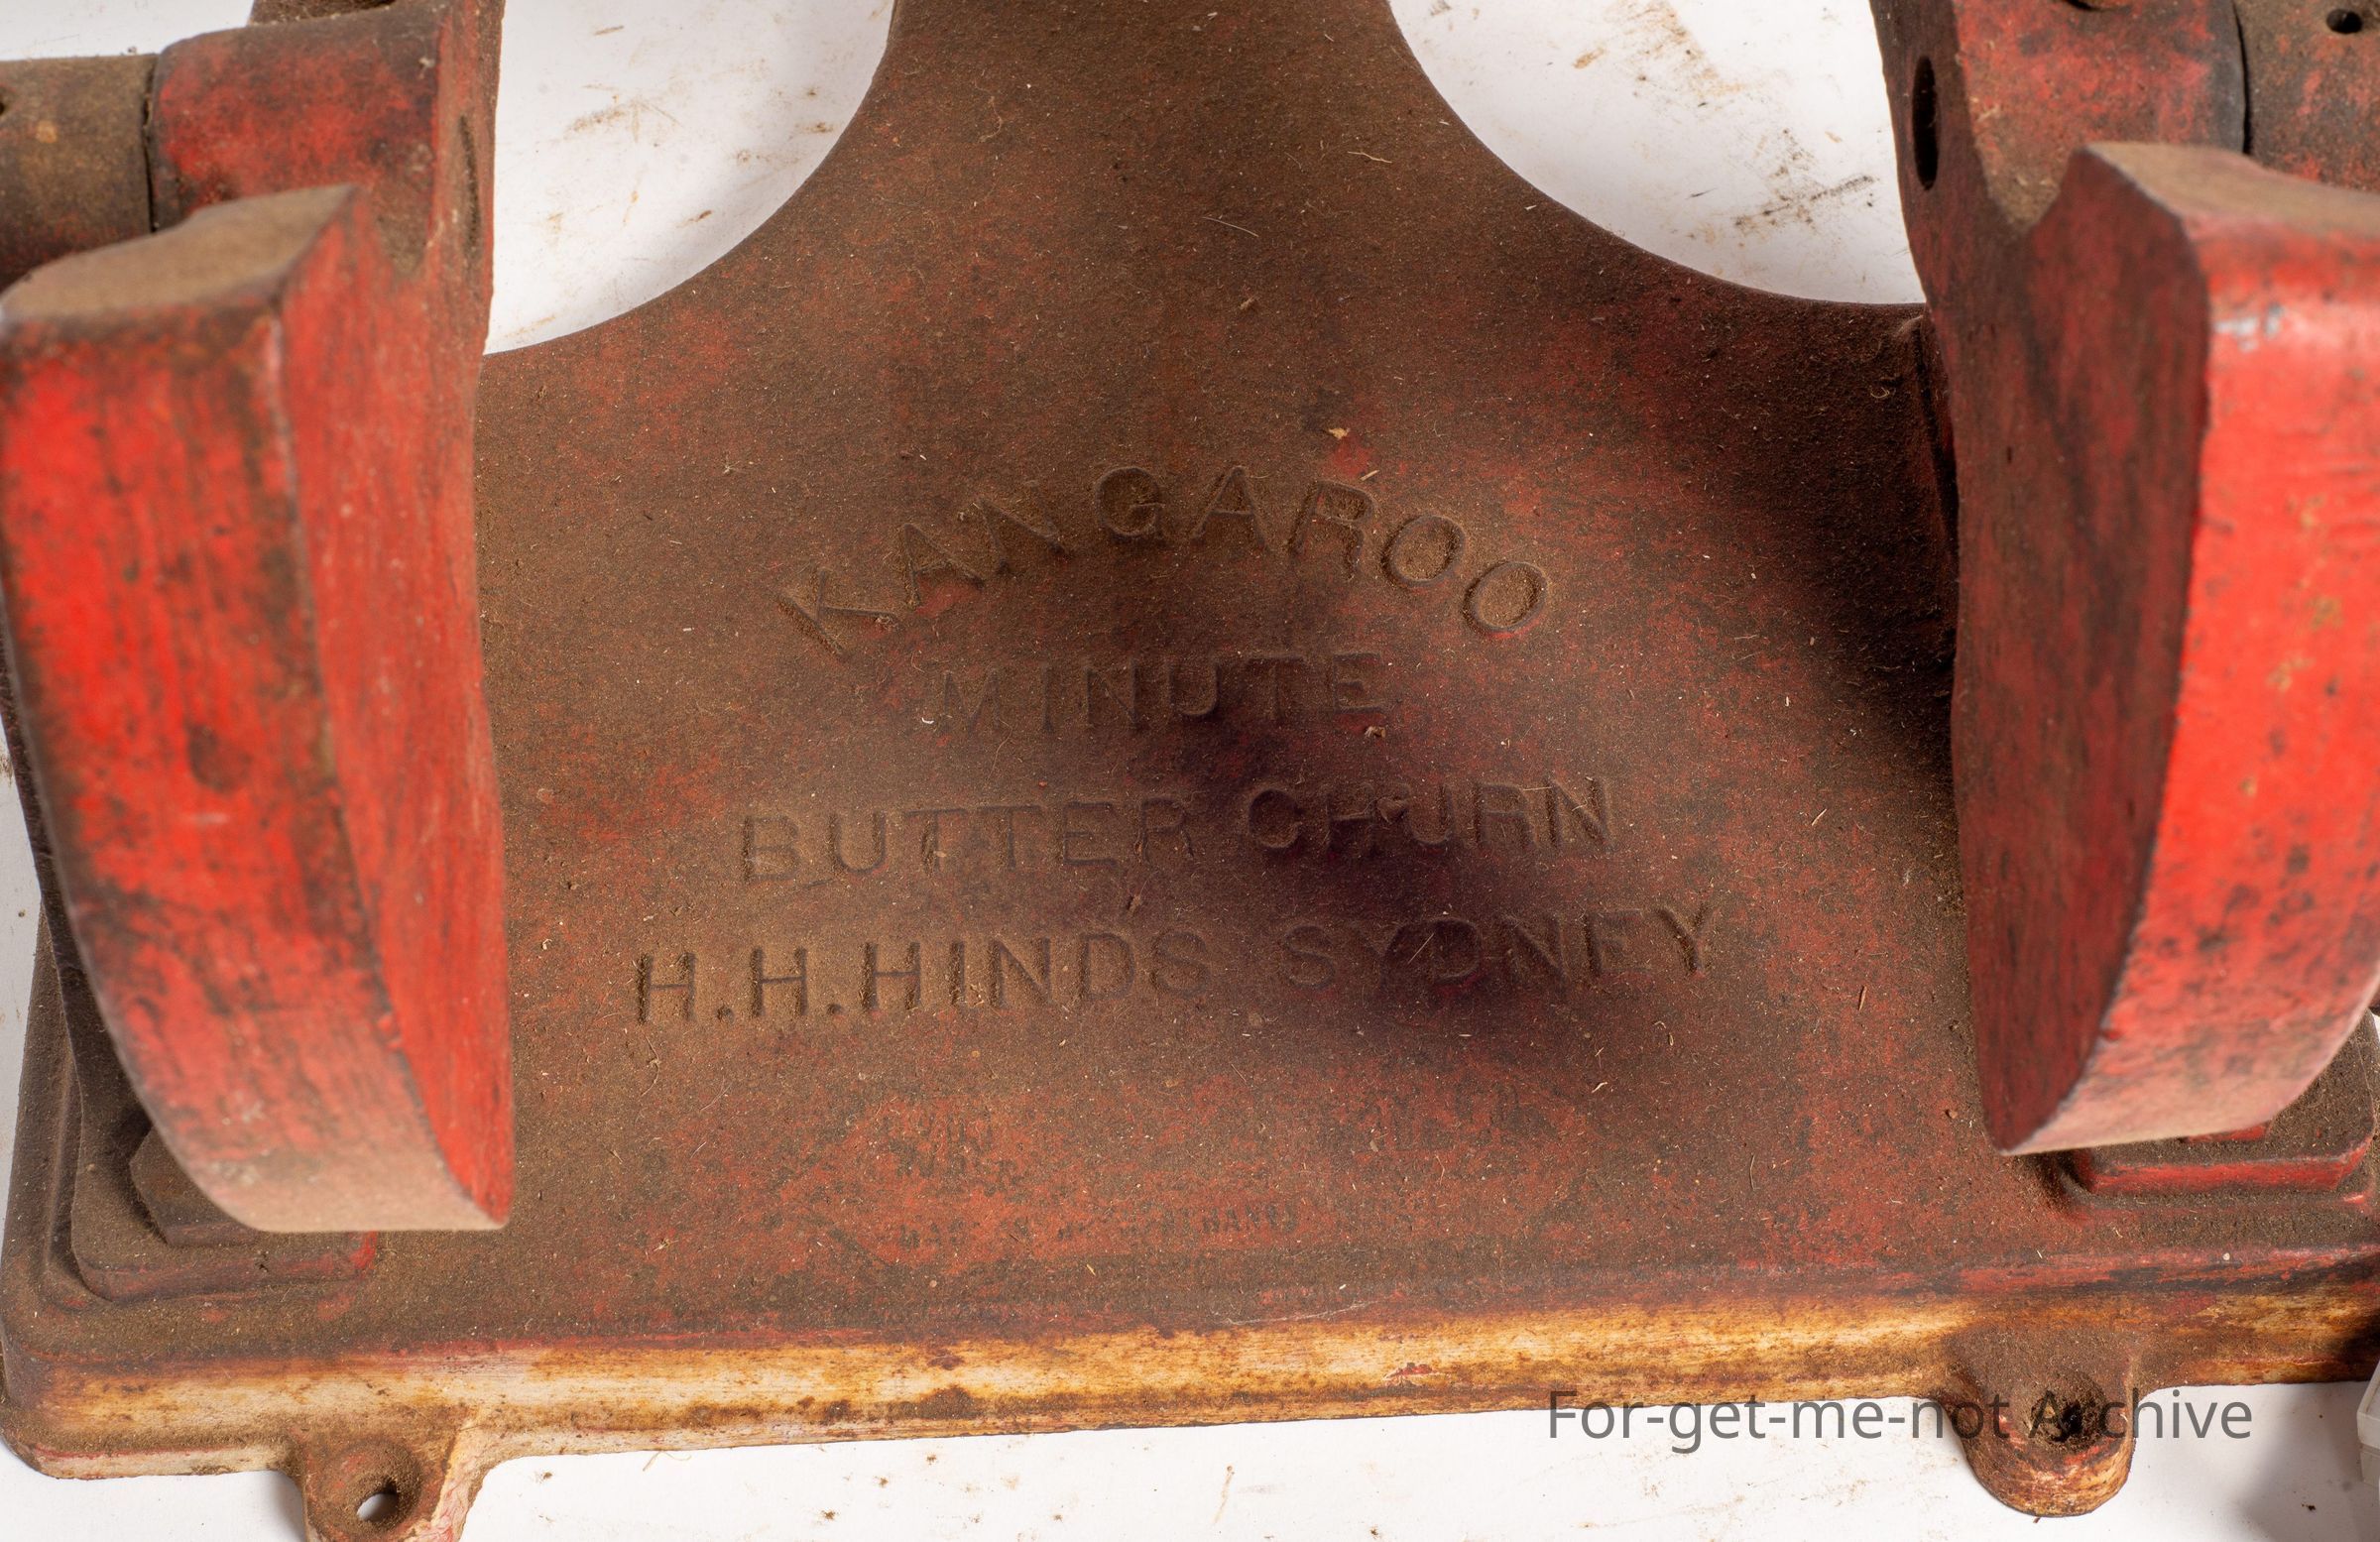 KANGAROO
MINUTE
BUTTER CHURN
H.H.HINDS SYDNEY
For-get-me-not Archive